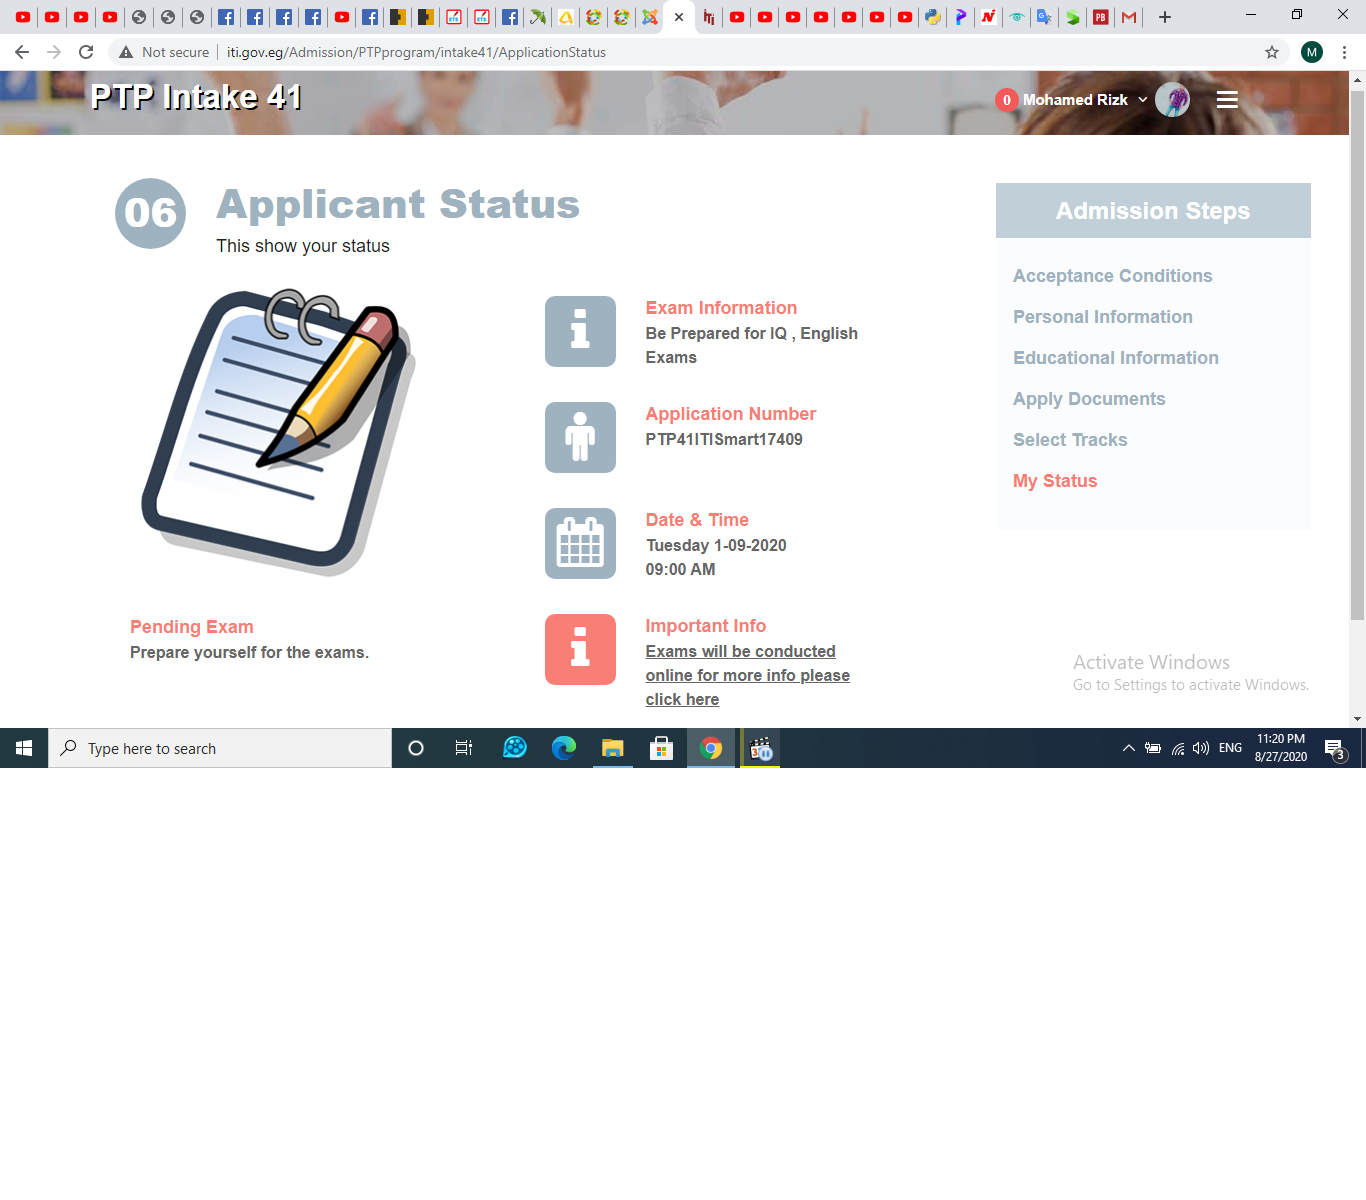 Not secure
iti.gov.eg/Admission/PTPprogram/intake41/ApplicationStatus
M
PTP Intake 41
0 Mohamed Rizk
06
Applicant Status
This show your status
Exam Information
Be Prepared for IQ , English
Exams
Application Number
PTP41ITISmart17409
Date & Time
Tuesday 1-09-2020
09:00 AM
Pending Exam
Prepare yourself for the exams.
Important Info
Exams will be conducted
online for more info please
click here
Admission Steps
Acceptance Conditions
Personal Information
Educational Information
Apply Documents
Select Tracks
My Status
Activate Windows
Go to Settings to activate Windows.
Type here to search
ENG
11:20 PM
8/27/2020
3